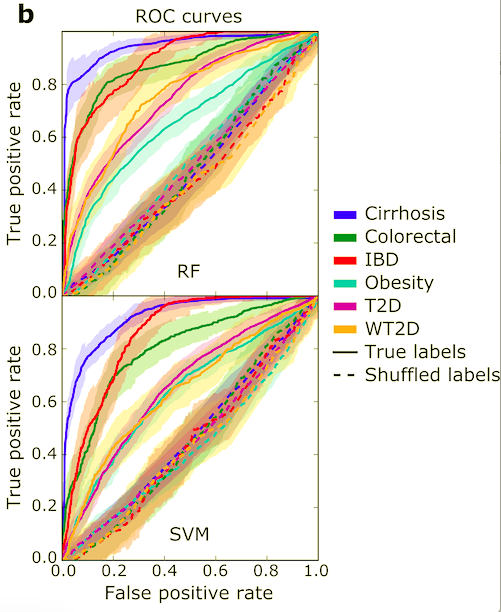 b
ROC curves
True positive rate
0.8
0.6
0.4
0.2
0.0
RF
True positive rate
0.8
0.6
0.4
0.2
0.0
SVM
0.0 0.2 0.4 0.6 0.8 1.0
False positive rate
Cirrhosis
Colorectal
IBD
Obesity
T2D
WT2D
True labels
Shuffled labels